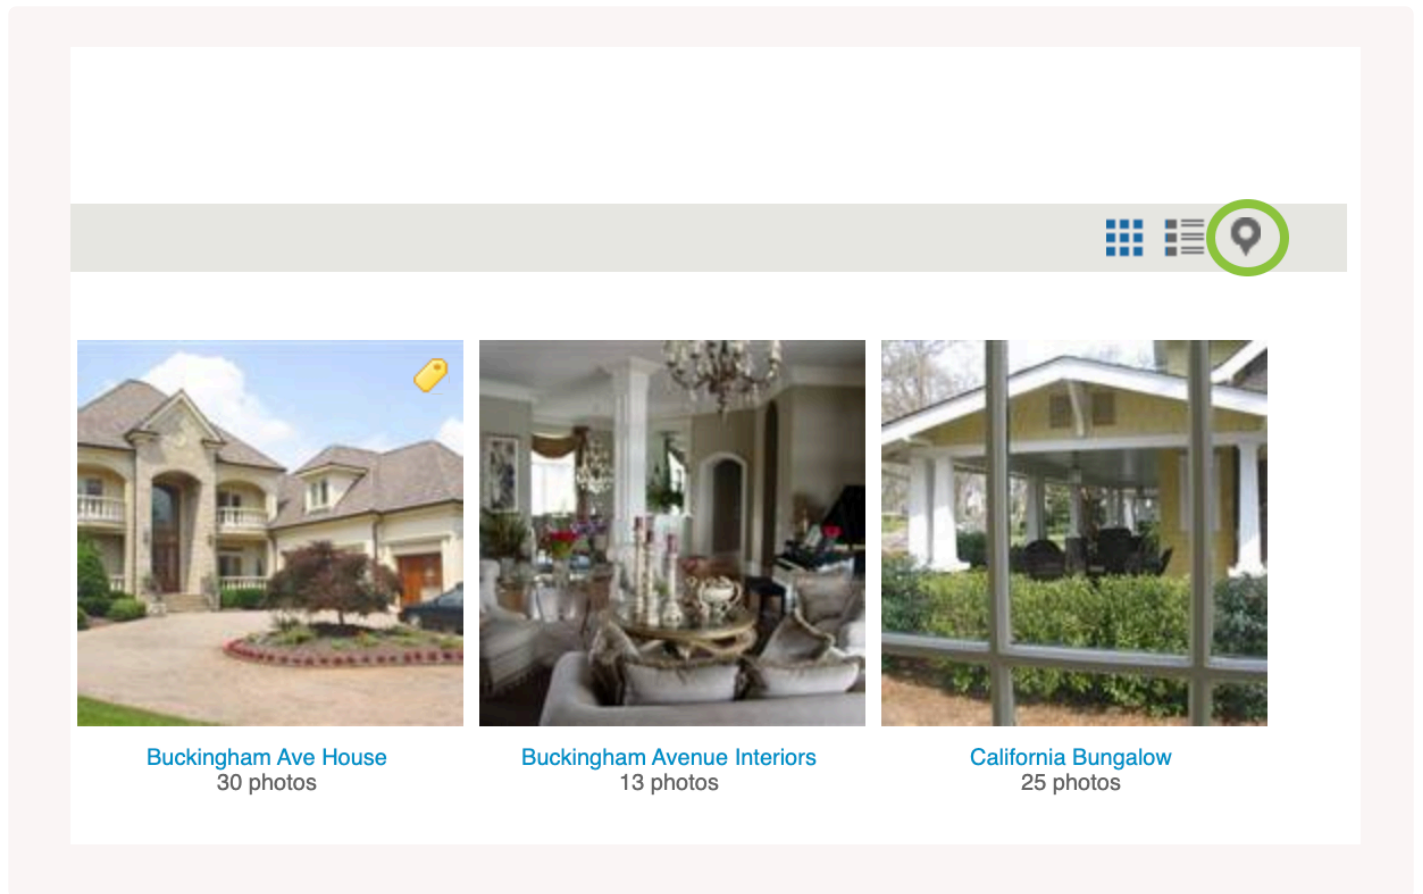 Buckingham Ave House
30 photos
Buckingham Avenue Interiors
13 photos
California Bungalow
25 photos